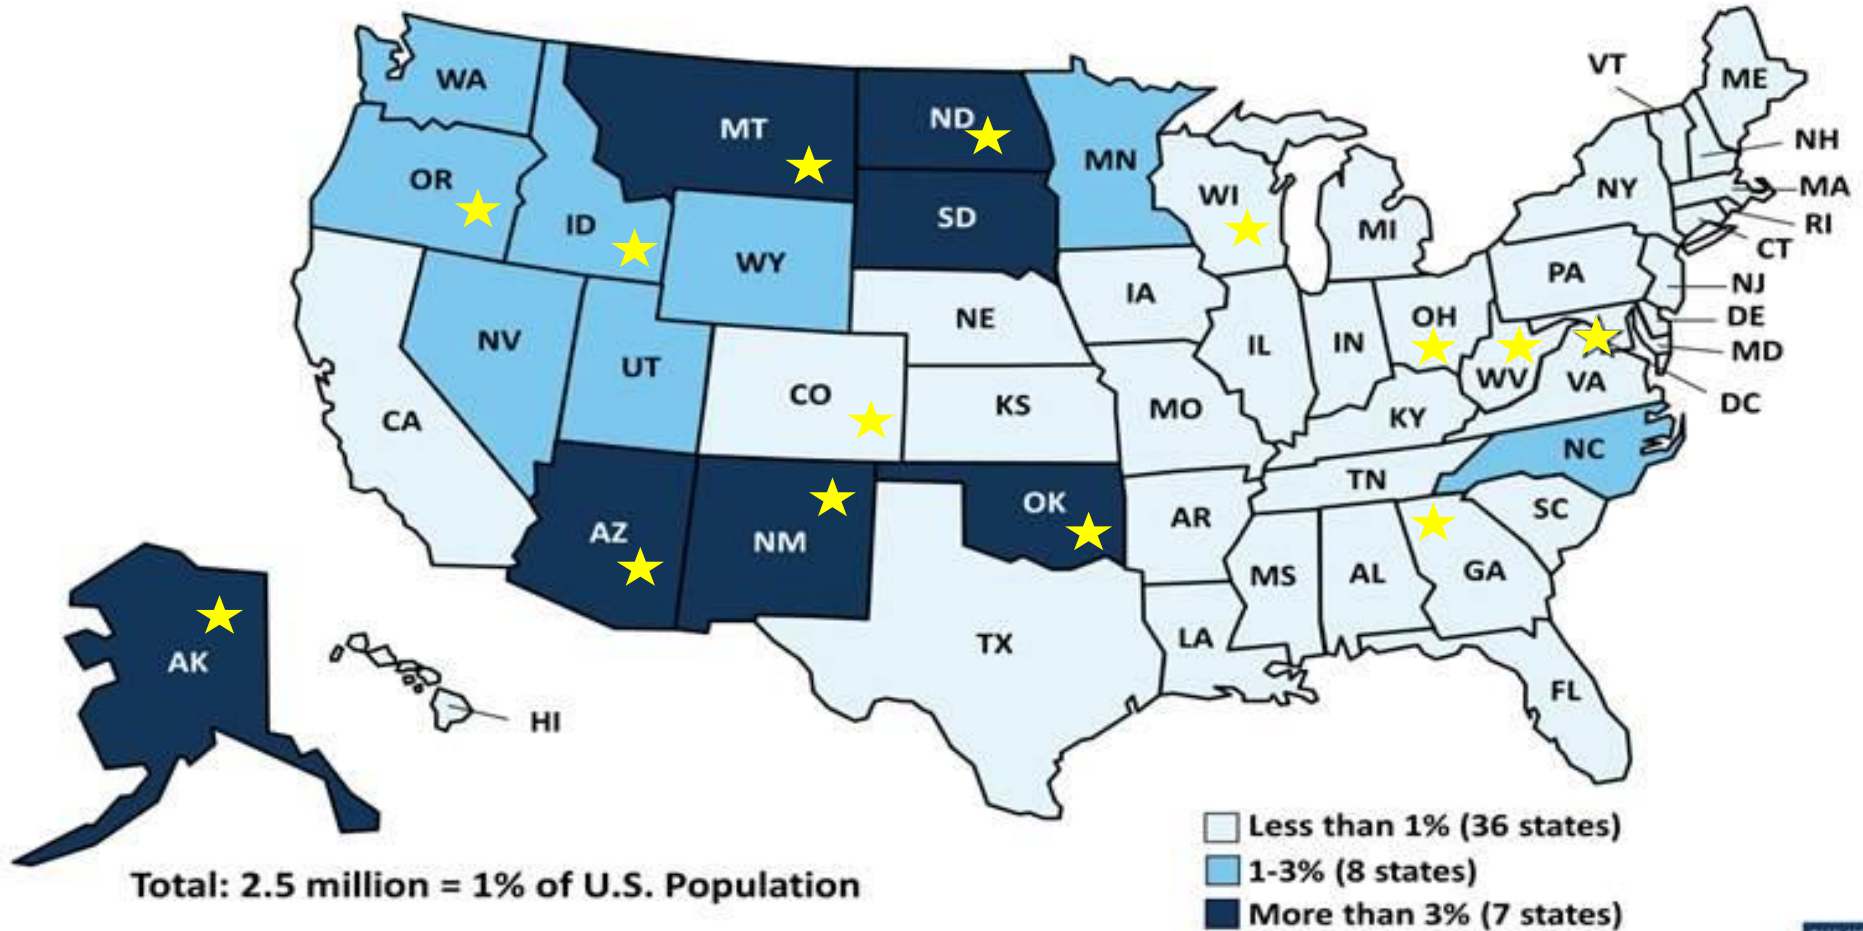 WA
MT
ND
MN
OR
ID
SD
WY
WI
MI
VT
ME
NH
NY
MA
RI
CT
PA
NJ
DE
MD
DC
NV
UT
CO
NE
IA
IL
IN
OH
WV
VA
CA
KS
MO
KY
NC
TN
SC
AZ
NM
OK
AR
MS
AL
GA
TX
LA
FL
AK
HI
Less than 1% (36 states)
1-3% (8 states)
More than 3% (7 states)
Total: 2.5 million = 1% of U.S. Population